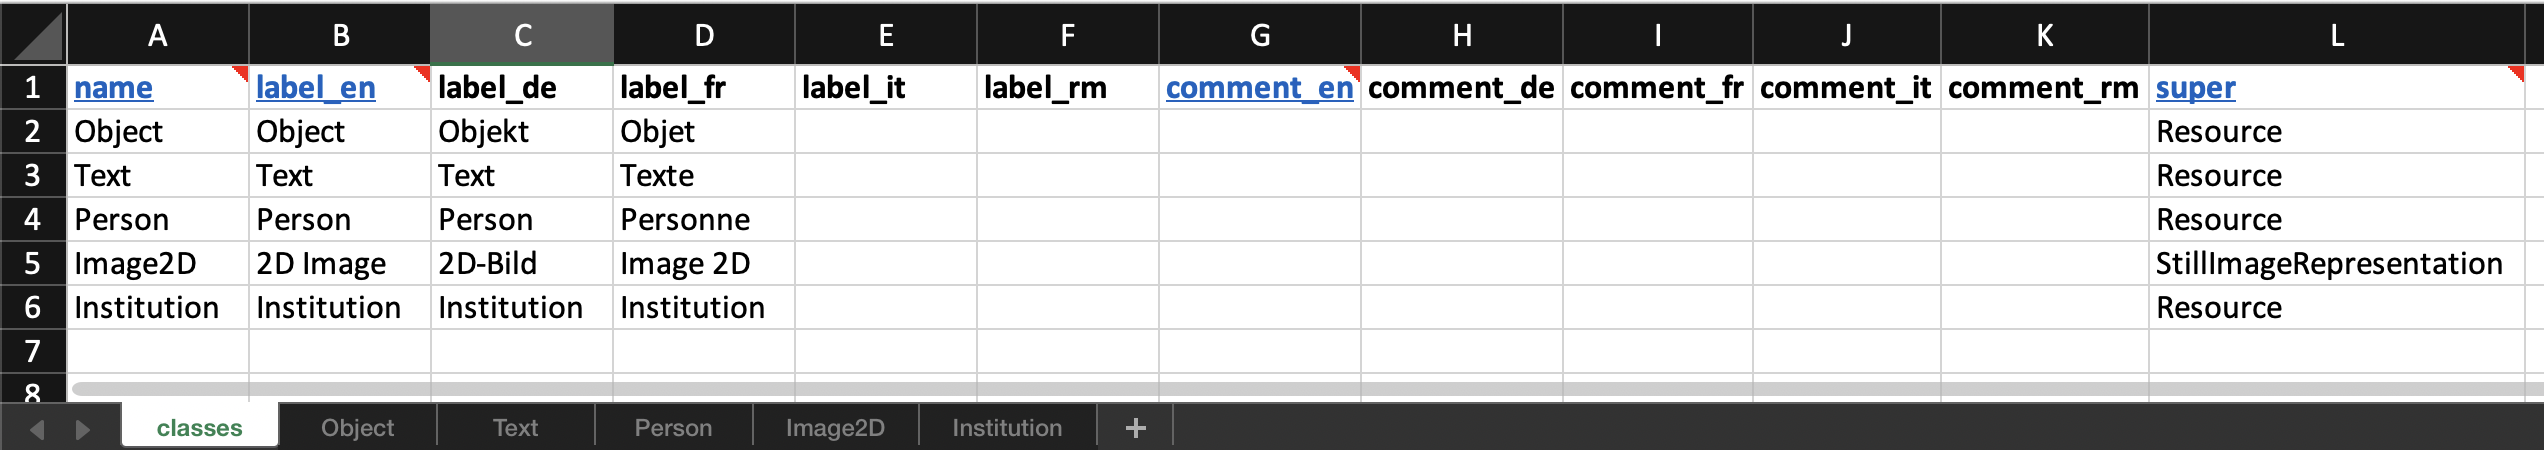 A B C D E F G H I J K L
1 name label_en label_de label_fr label_it label_rm comment_en comment_de comment_fr comment_it comment_rm super
2 Object Object Objekt Objet Resource
3 Text Text Text Texte Resource
4 Person Person Person Personne Resource
5 Image2D 2D Image 2D-Bild Image 2D StillImageRepresentation
6 Institution Institution Institution Institution Resource
7
8
classes Object Text Person Image2D Institution +